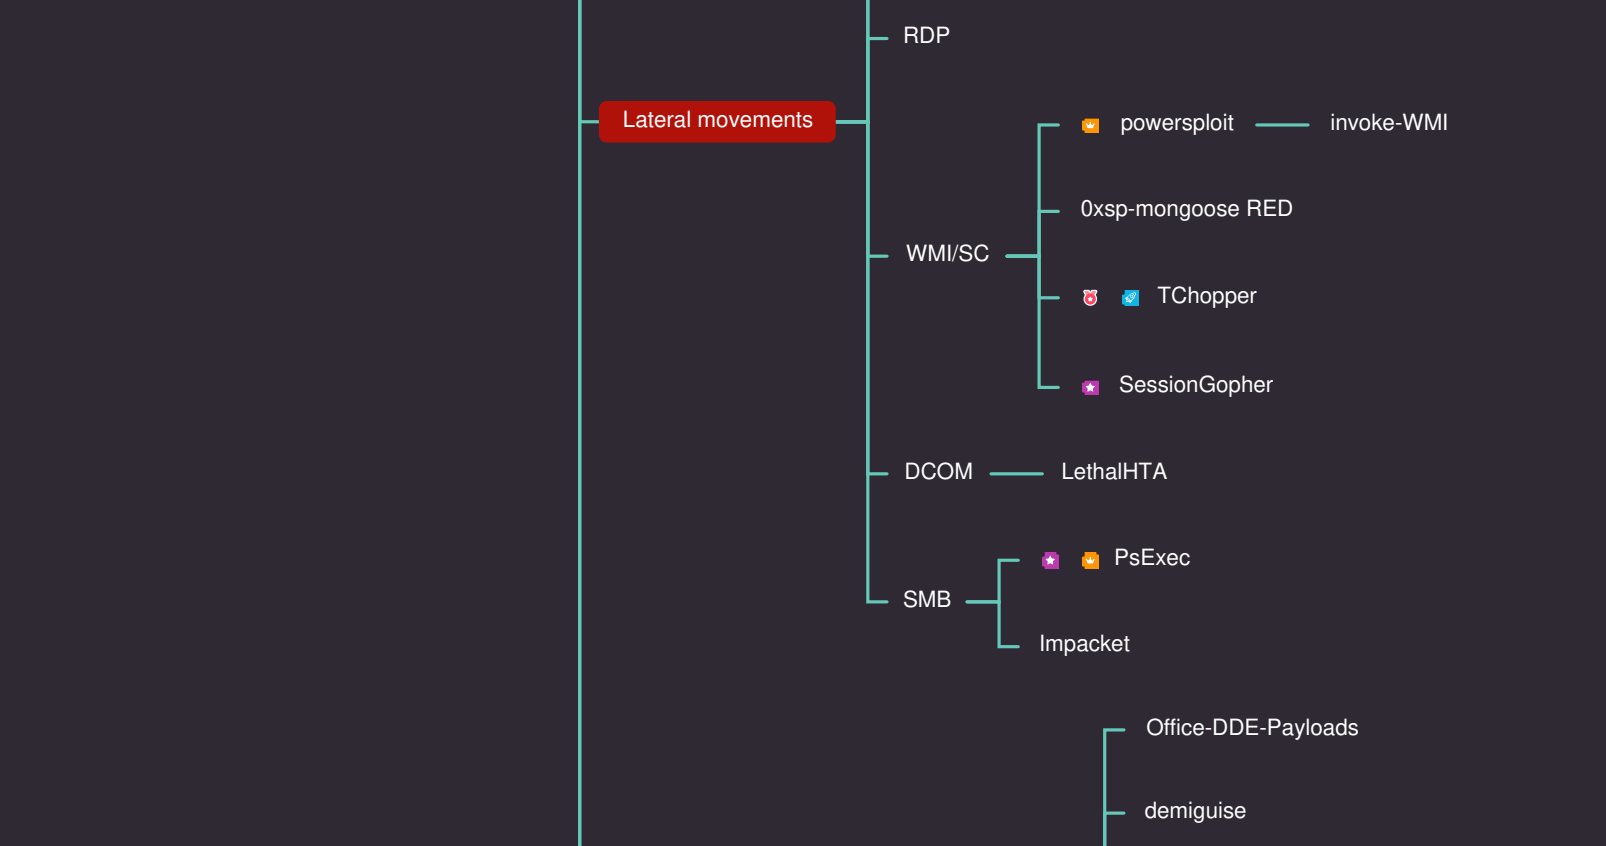 RDP
Lateral movements
powersploit
invoke-WMI
0xsp-mongoose RED
WMI/SC
TChopper
SessionGopher
DCOM
LethalHTA
PsExec
SMB
Impacket
Office-DDE-Payloads
demiguise